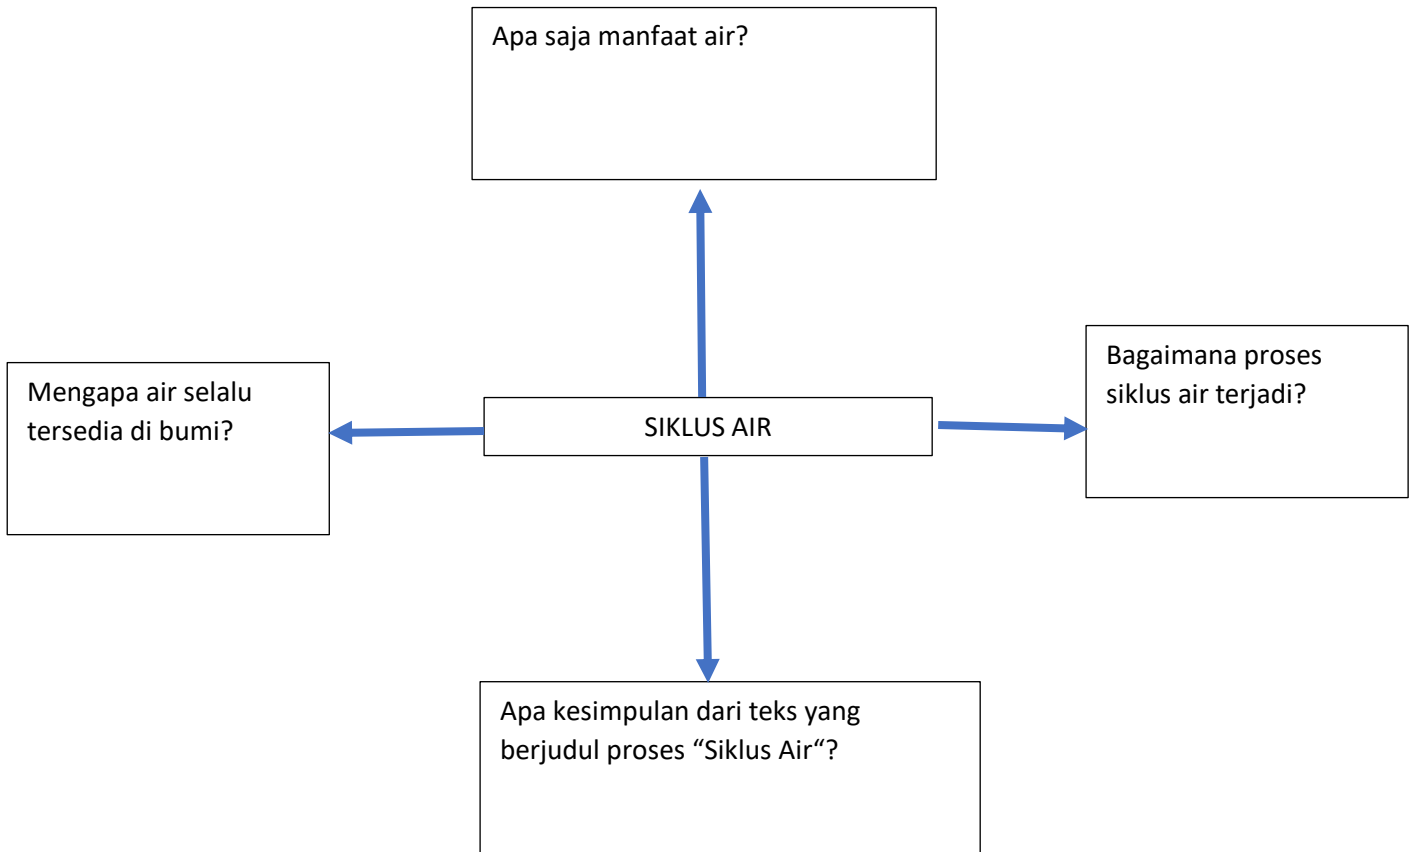 Apa saja manfaat air?
Mengapa air selalu
tersedia di bumi?
SIKLUS AIR
Bagaimana proses
siklus air terjadi?
Apa kesimpulan dari teks yang
berjudul proses “Siklus Air“?